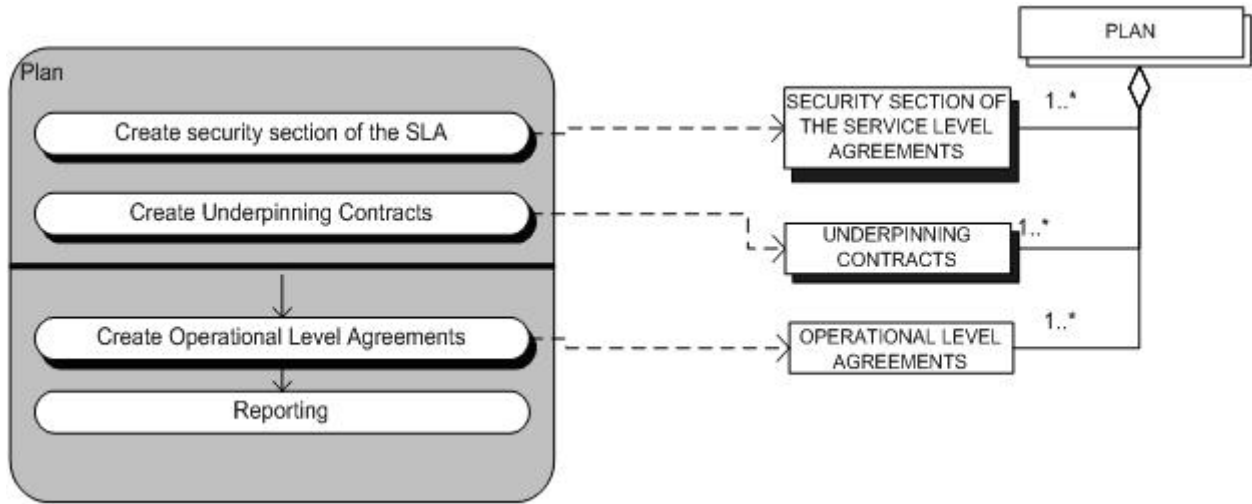 Plan
Create security section of the SLA
Create Underpinning Contracts
Create Operational Level Agreements
Reporting
PLAN
SECURITY SECTION OF
THE SERVICE LEVEL
AGREEMENTS
1..*
UNDERPINNING
CONTRACTS
1..*
OPERATIONAL LEVEL
AGREEMENTS
1..*